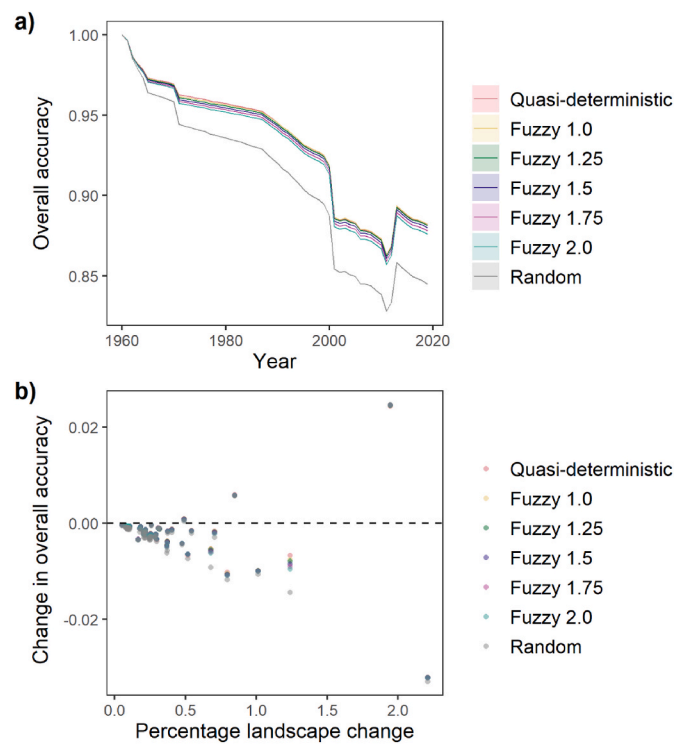 a)
Overall accuracy
1.00
0.95
0.90
0.85
1960
1980
2000
2020
Year
Quasi-deterministic
Fuzzy 1.0
Fuzzy 1.25
Fuzzy 1.5
Fuzzy 1.75
Fuzzy 2.0
Random
b)
Change in overall accuracy
0.02
0.00
-0.02
0.0
0.5
1.0
1.5
2.0
Percentage landscape change
Quasi-deterministic
Fuzzy 1.0
Fuzzy 1.25
Fuzzy 1.5
Fuzzy 1.75
Fuzzy 2.0
Random